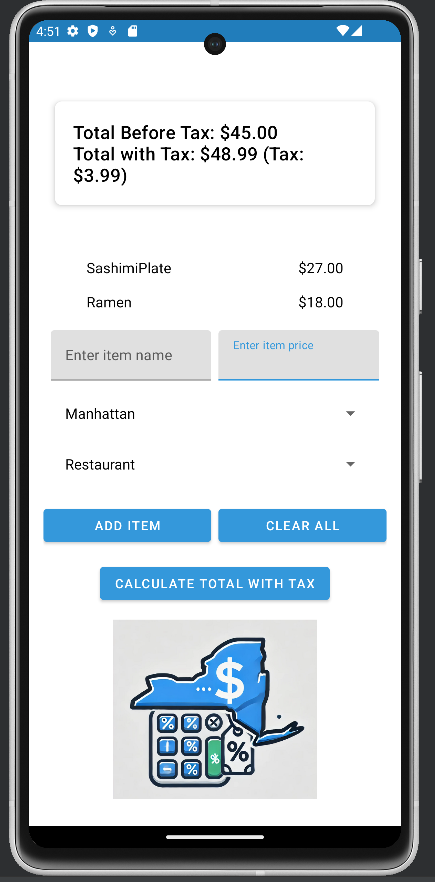 4:51
Total Before Tax: $45.00
Total with Tax: $48.99 (Tax:
$3.99)
SashimiPlate $27.00
Ramen $18.00
Enter item name Enter item price
Manhattan
Restaurant
ADD ITEM CLEAR ALL
CALCULATE TOTAL WITH TAX
... $
% % 
% %
%
%